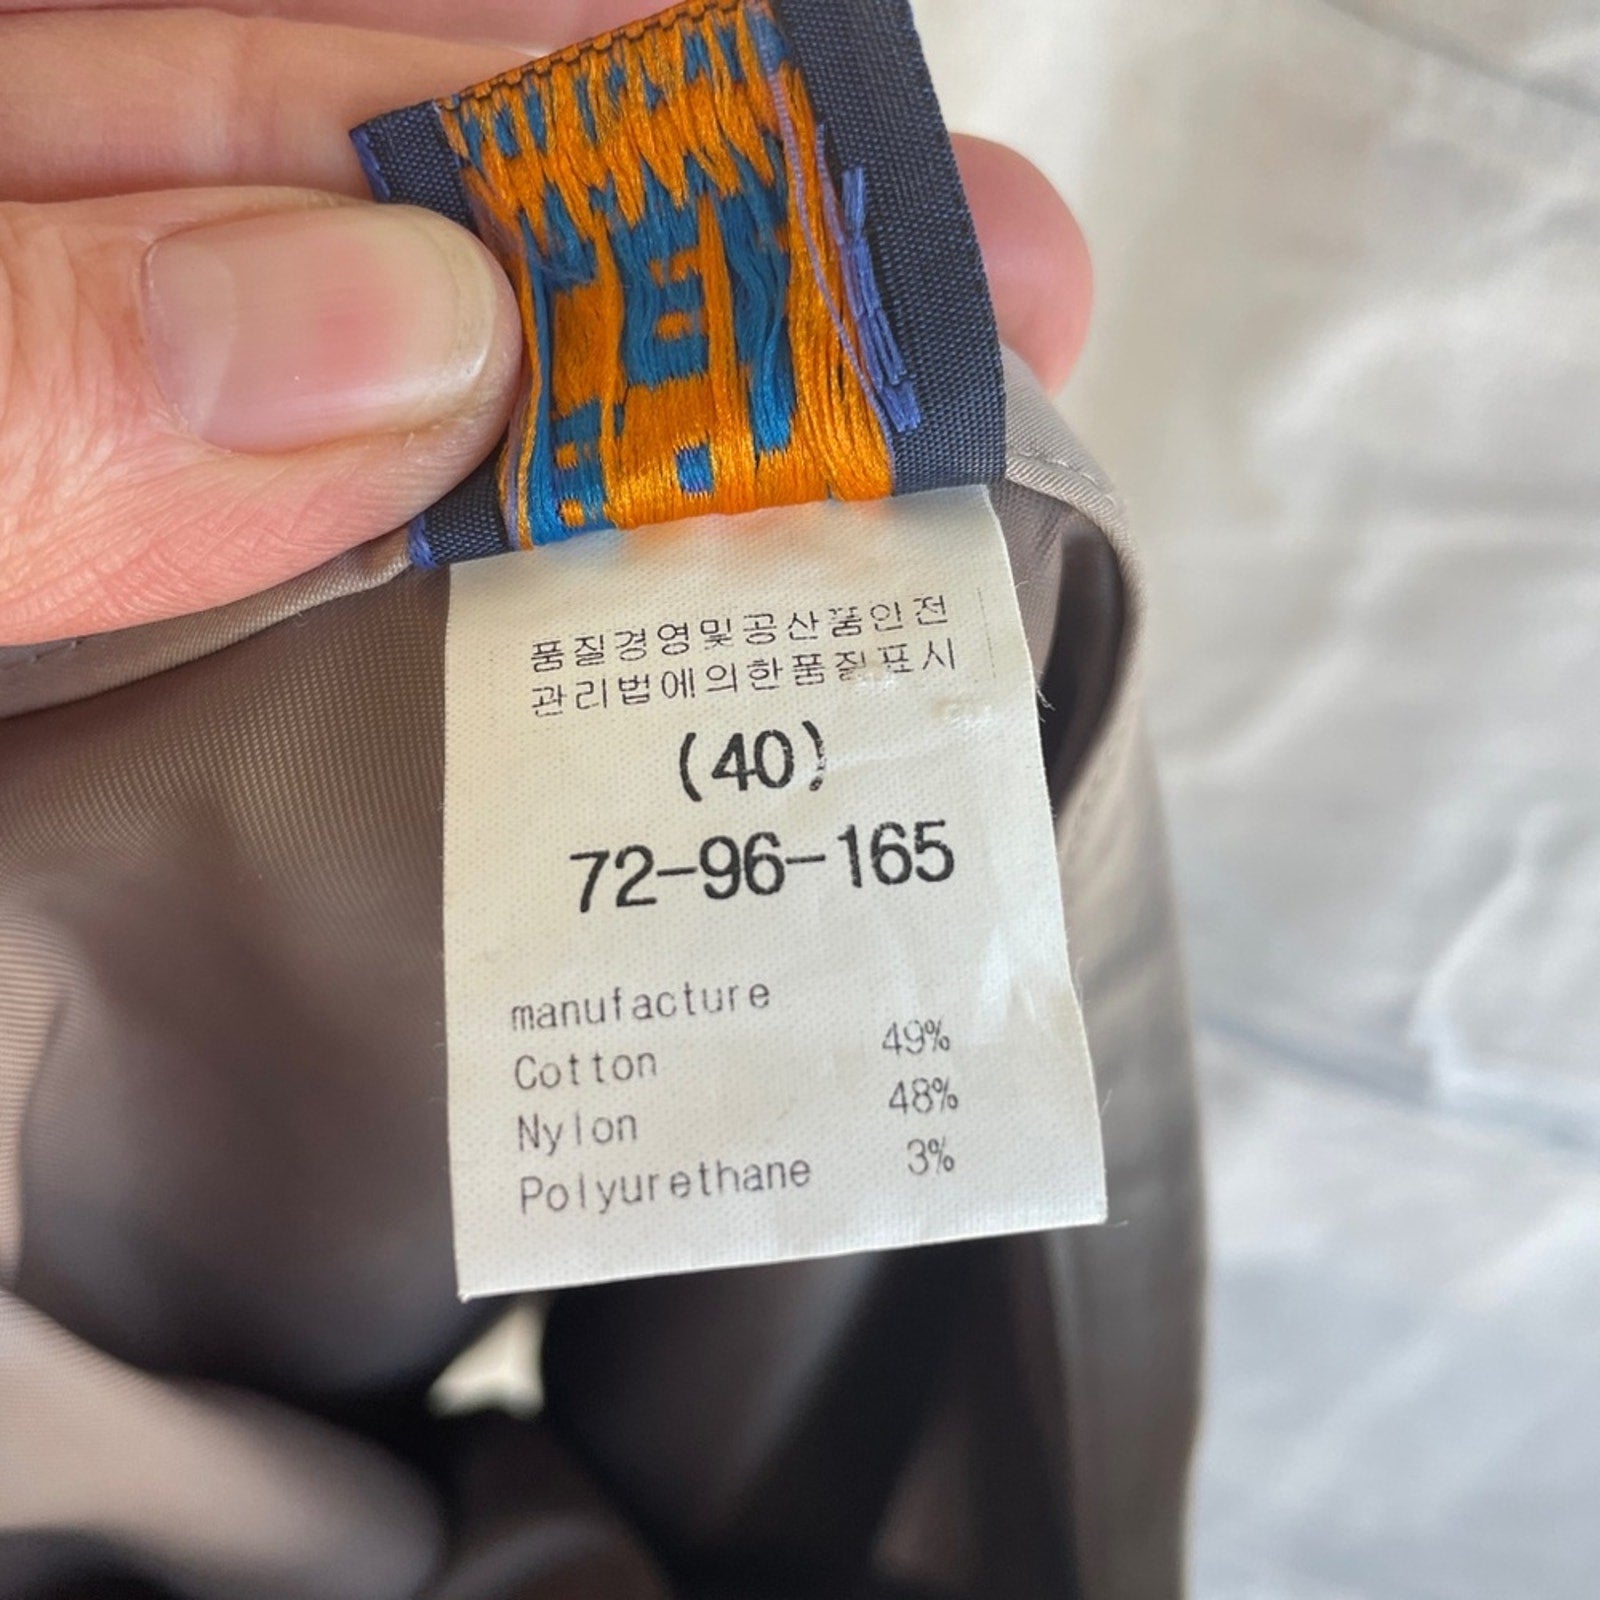 품질경영및공산품안전
관리법에의한품질표시
(40)
72-96-165
manufacture
Cotton 49%
Nylon 48%
Polyurethane 3%